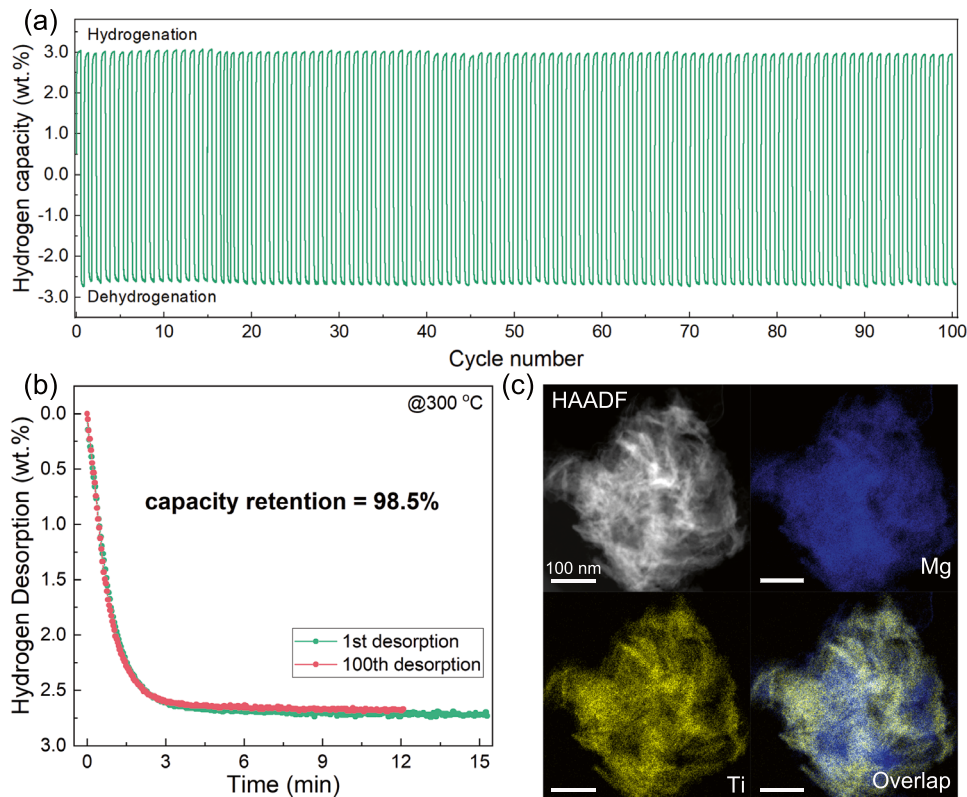 (a)
Hydrogenation
3.0
2.0
1.0
0.0
-1.0
-2.0
-3.0
Hydrogen capacity (wt.%)
Dehydrogenation
0 10 20 30 40 50 60 70 80 90 100
Cycle number
(b)
@300 °C
0.0
0.5
1.0
1.5
2.0
2.5
3.0
Hydrogen Desorption (wt.%)
capacity retention = 98.5%
1st desorption
100th desorption
0 3 6 9 12 15
Time (min)
(c)
HAADF
100 nm
Mg
Ti
Overlap